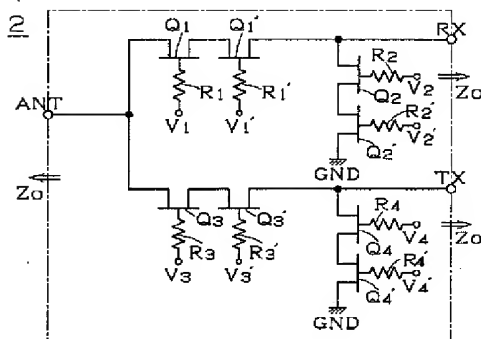 2
Q1 Q1' RX
R1 R1' R2
V1 V1' V2 Zo
Q2
R2'
V2'
Q2'
ANT
GND
Zo
TX
Q3 Q3' Zo
R3 R3' R4
V3 V3' V4
Q4
R4'
V4'
Q4'
GND